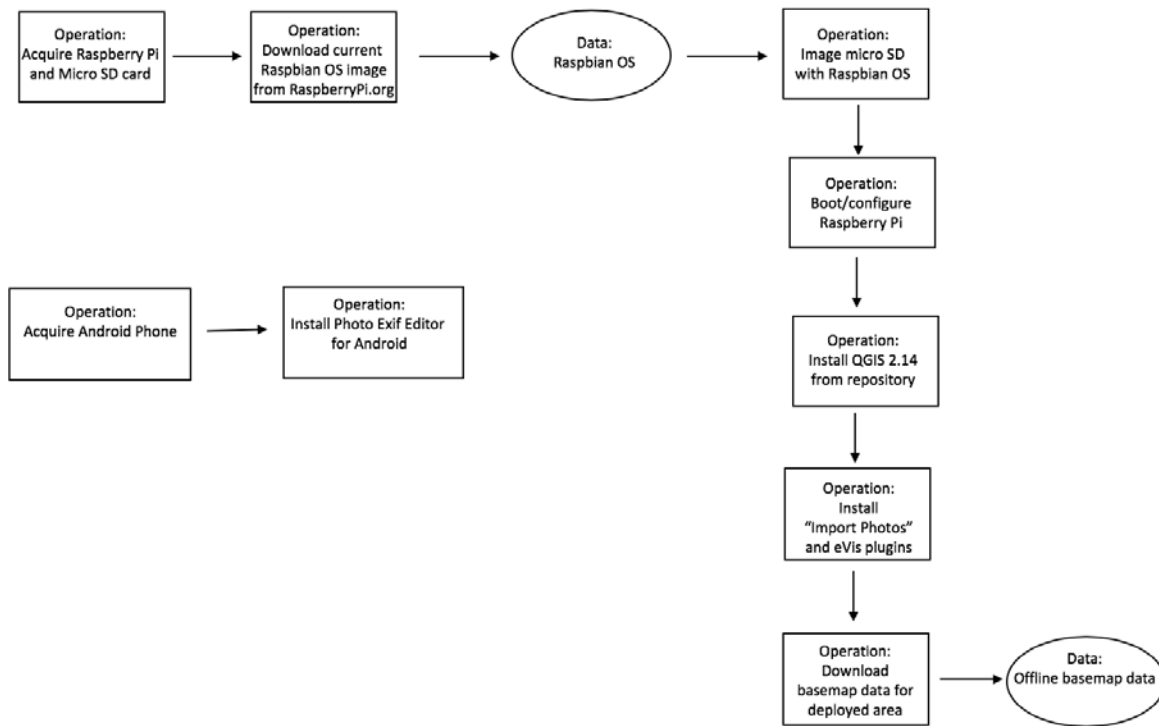 Operation:
Acquire Raspberry Pi
and Micro SD card
Operation:
Download current
Raspbian OS image
from RaspberryPi.org
Data:
Raspbian OS
Operation:
Image micro SD
with Raspbian OS
Operation:
Boot/configure
Raspberry Pi
Operation:
Acquire Android Phone
Operation:
Install Photo Exif Editor
for Android
Operation:
Install QGIS 2.14
from repository
Operation:
Install
“Import Photos”
and eVis plugins
Operation:
Download
basemap data for
deployed area
Data:
Offline basemap data